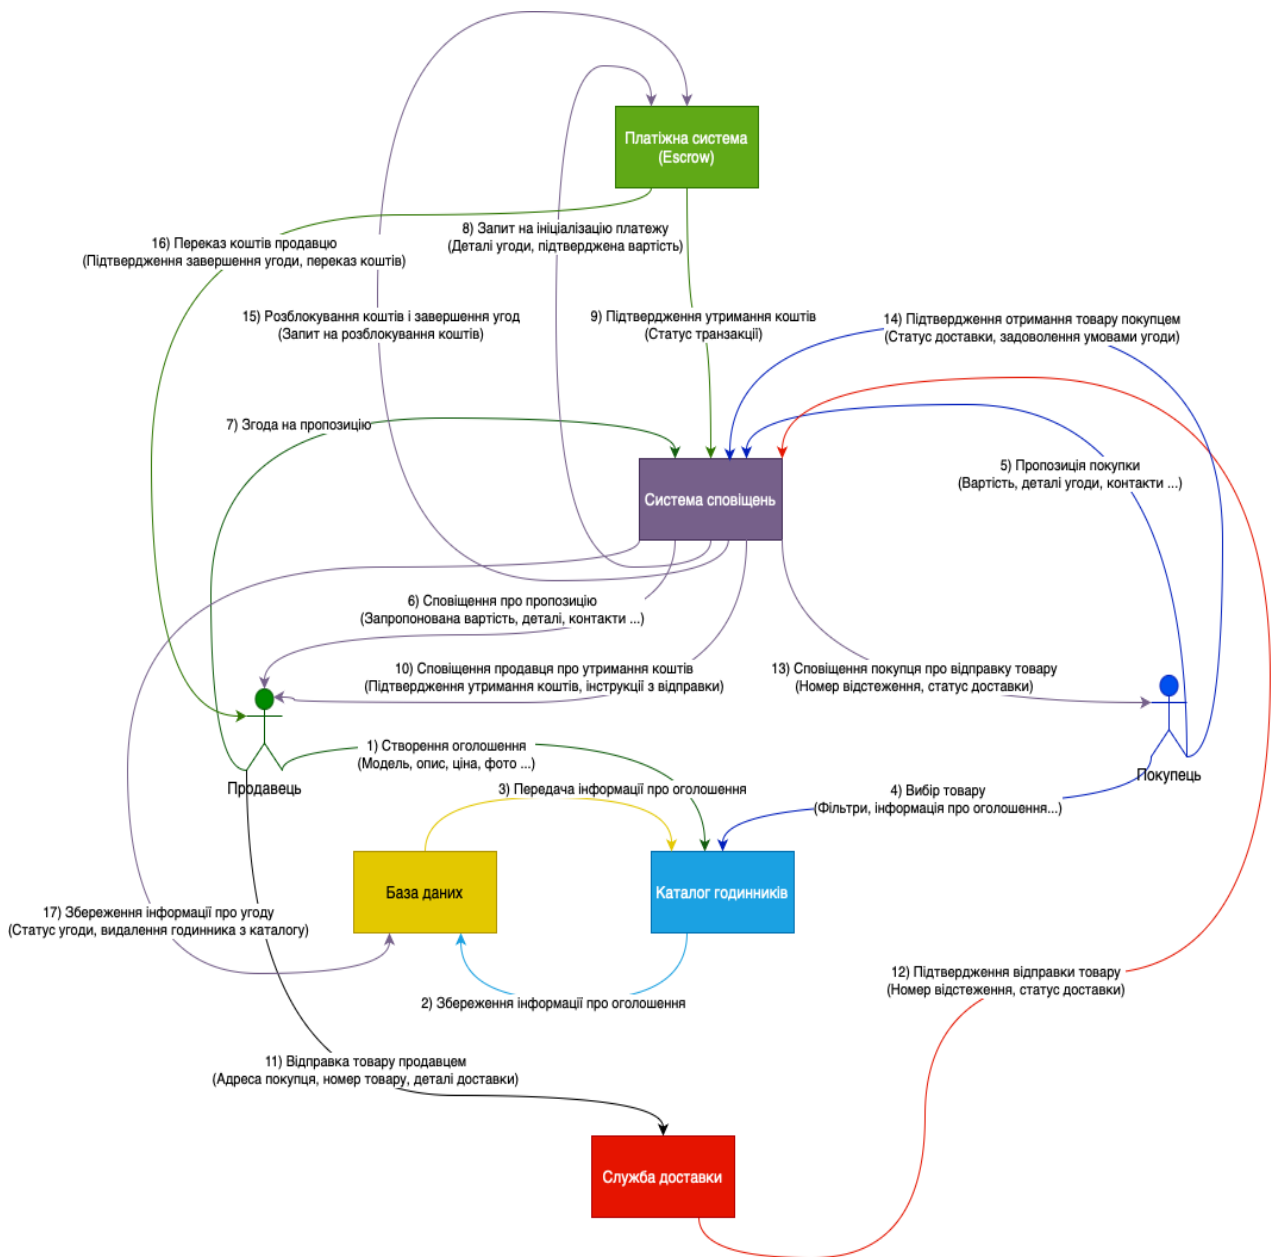 Платіжна система
(Escrow)
8) Запит на ініціалізацію платежу
(Деталі угоди, підтверджена вартість)
16) Переказ коштів продавцю
(Підтвердження завершення угоди, переказ коштів)
15) Розблокування коштів і завершення угод
(Запит на розблокування коштів)
9) Підтвердження утримання коштів
(Статус транзакції)
14) Підтвердження отримання товару покупцем
(Статус доставки, задоволення умовами угоди)
7) Згода на пропозицію
5) Пропозиція покупки
(Вартість, деталі угоди, контакти ...)
Система сповіщень
6) Сповіщення про пропозицію
(Запропонована вартість, деталі, контакти ...)
10) Сповіщення продавця про утримання коштів
(Підтвердження утримання коштів, інструкції з відправки)
13) Сповіщення покупця про відправку товару
(Номер відстеження, статус доставки)
1) Створення оголошення
(Модель, опис, ціна, фото ...)
Продавець
Покупець
3) Передача інформації про оголошення
4) Вибір товару
(Фільтри, інформація про оголошення...)
База даних
Каталог годинників
17) Збереження інформації про угоду
(Статус угоди, видалення годинника з каталогу)
2) Збереження інформації про оголошення
12) Підтвердження відправки товару
(Номер відстеження, статус доставки)
11) Відправка товару продавцем
(Адреса покупця, номер товару, деталі доставки)
Служба доставки